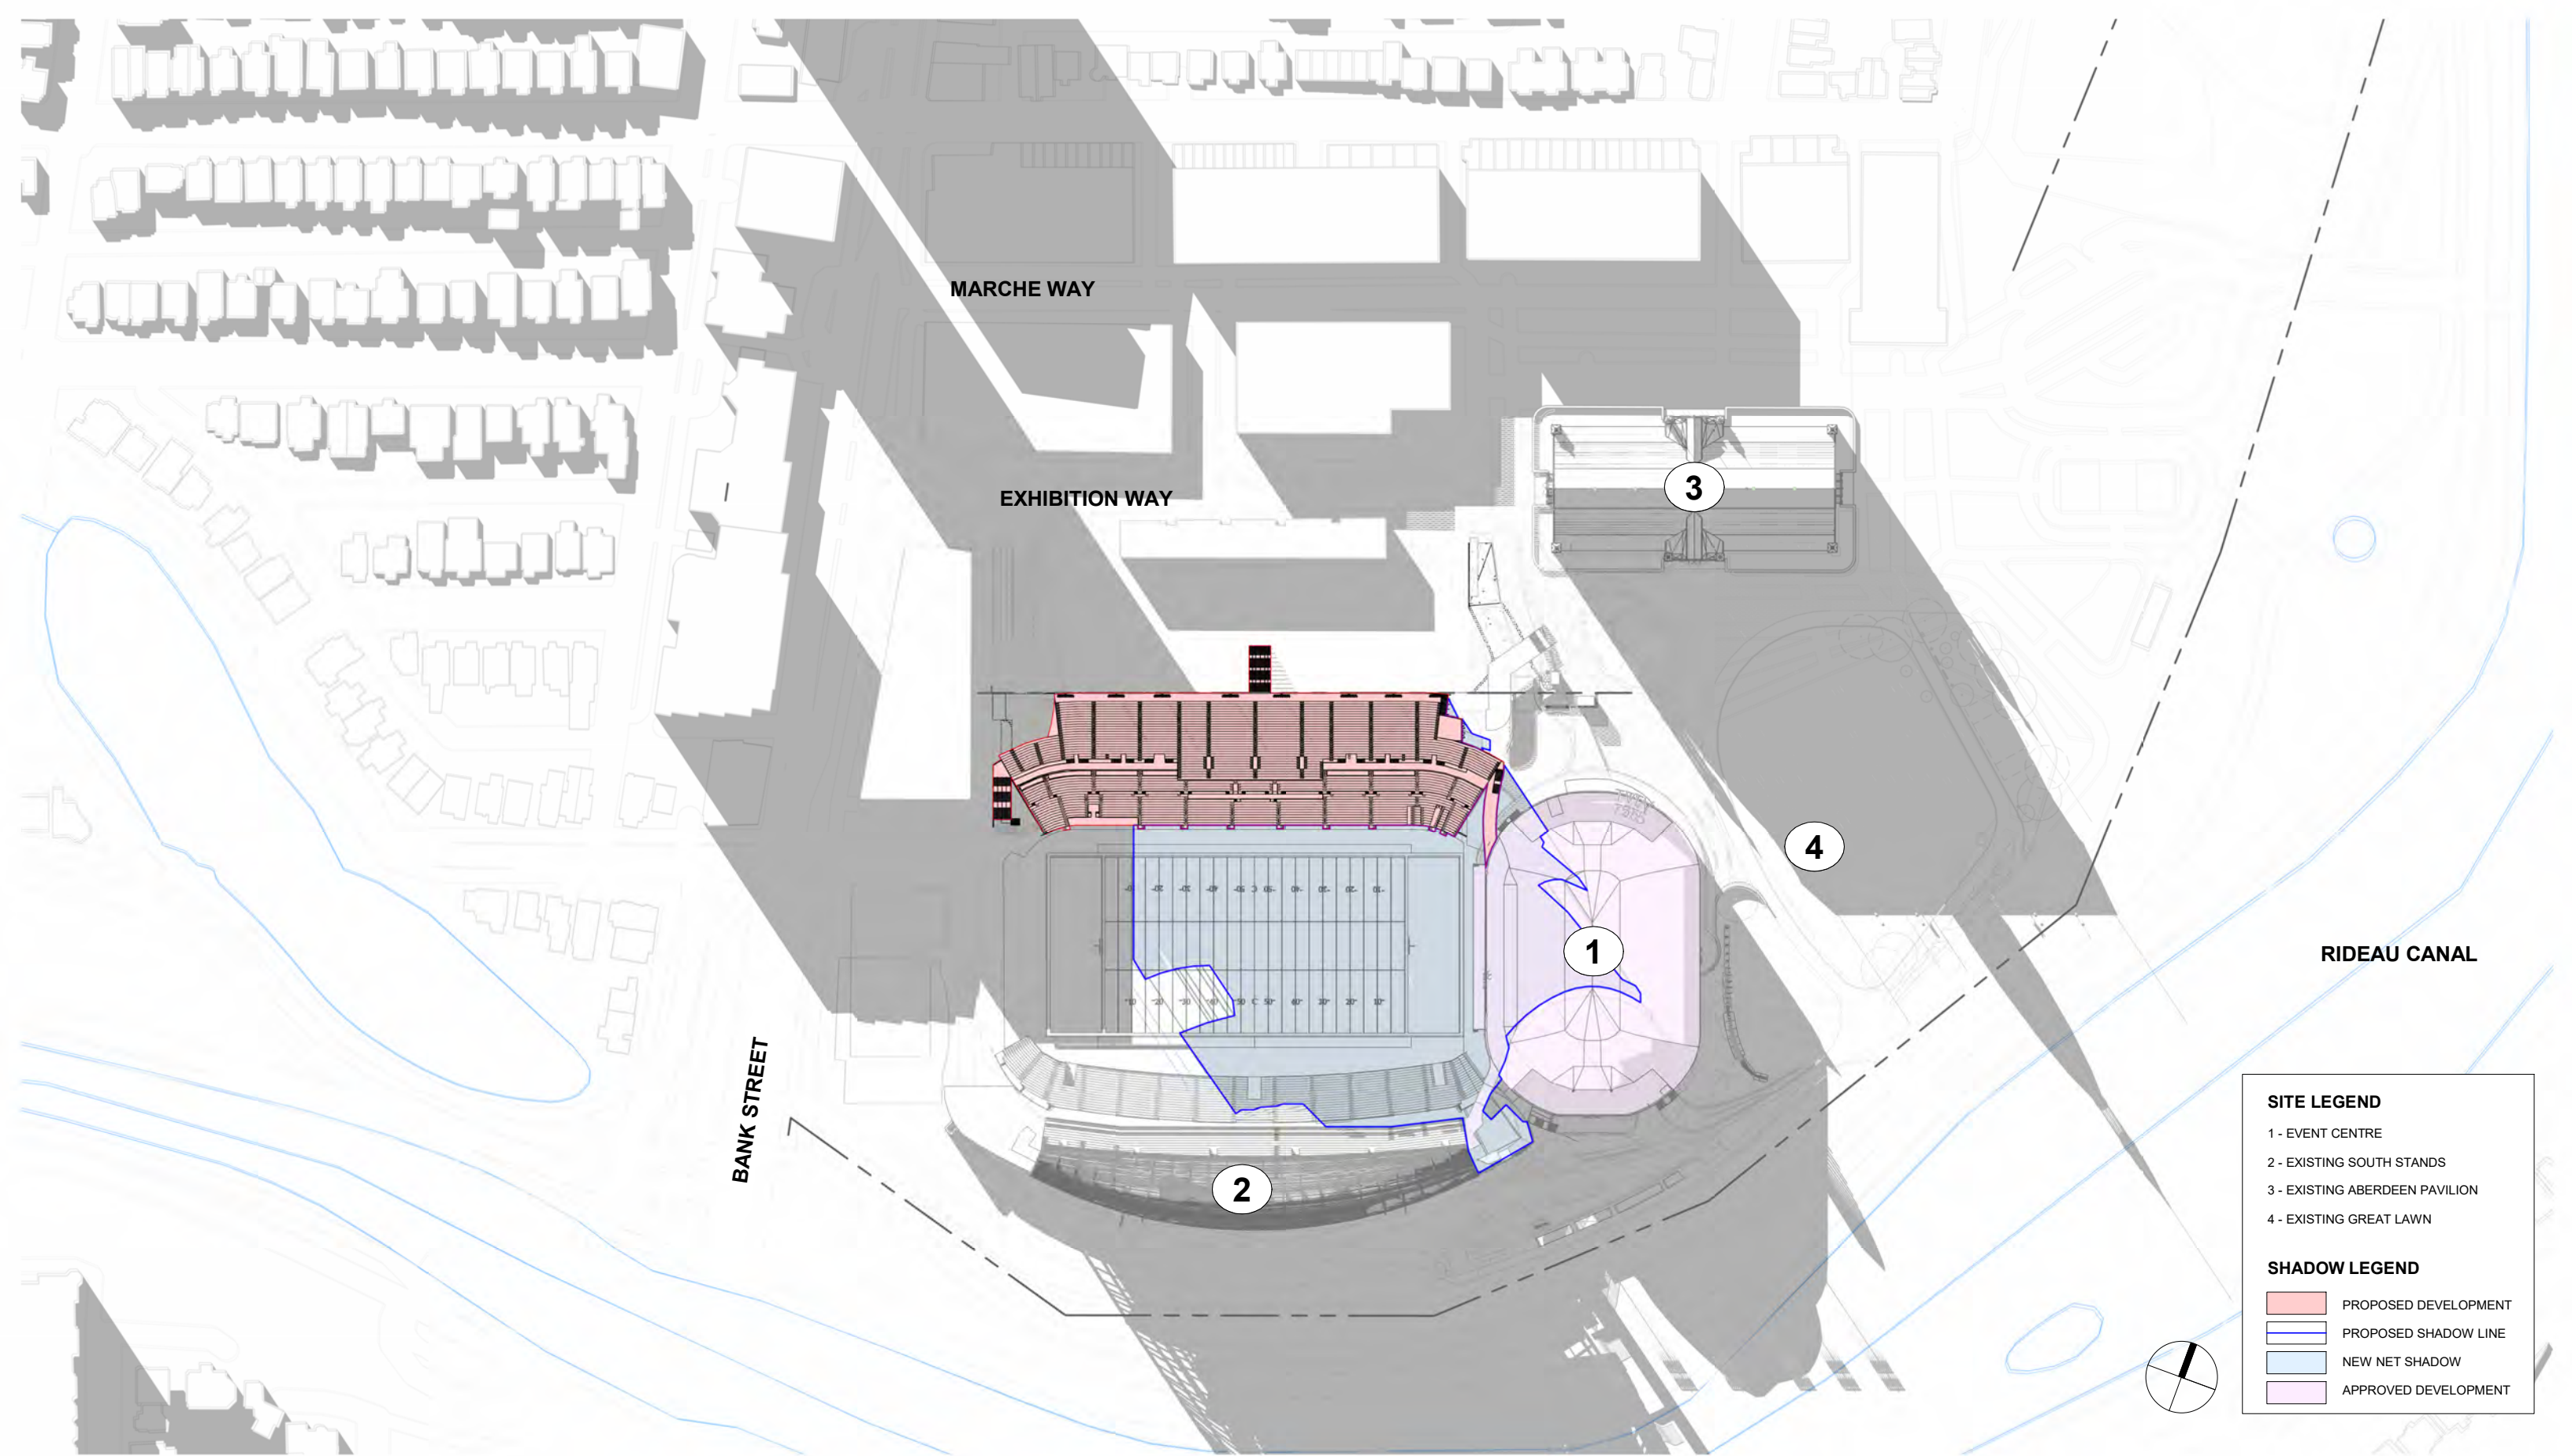 MARCHE WAY
EXHIBITION WAY
3
4
1
RIDEAU CANAL
BANK STREET
2
SITE LEGEND
1 - EVENT CENTRE
2 - EXISTING SOUTH STANDS
3 - EXISTING ABERDEEN PAVILION
4 - EXISTING GREAT LAWN
SHADOW LEGEND
PROPOSED DEVELOPMENT
PROPOSED SHADOW LINE
NEW NET SHADOW
APPROVED DEVELOPMENT